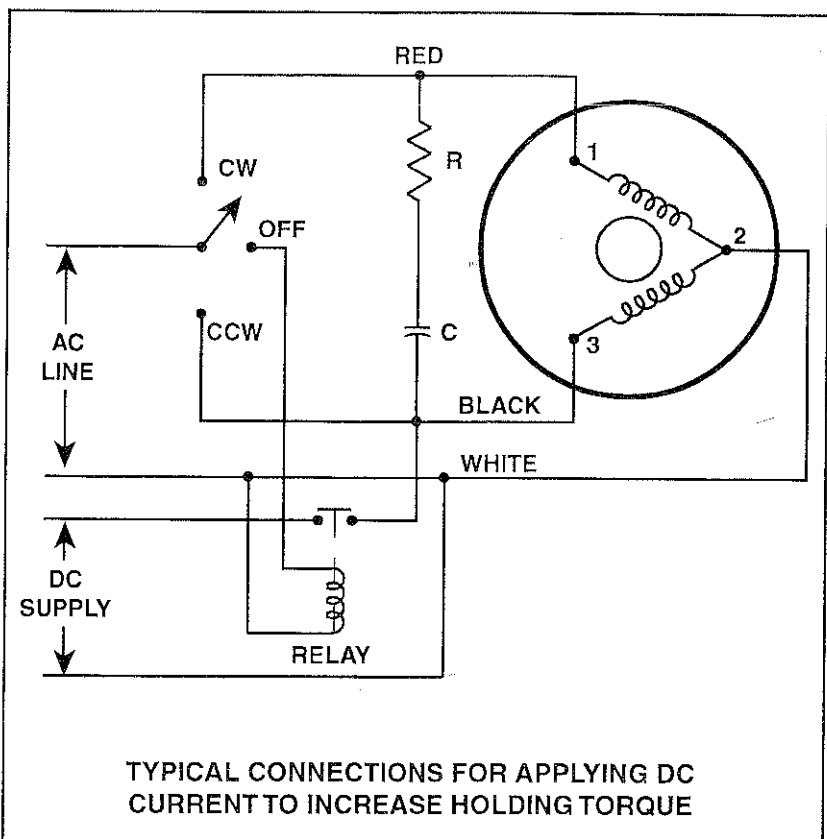 RED
CW
R
1
OFF
2
AC
LINE
CCW
C
3
BLACK
WHITE
DC
SUPPLY
RELAY
TYPICAL CONNECTIONS FOR APPLYING DC
CURRENT TO INCREASE HOLDING TORQUE